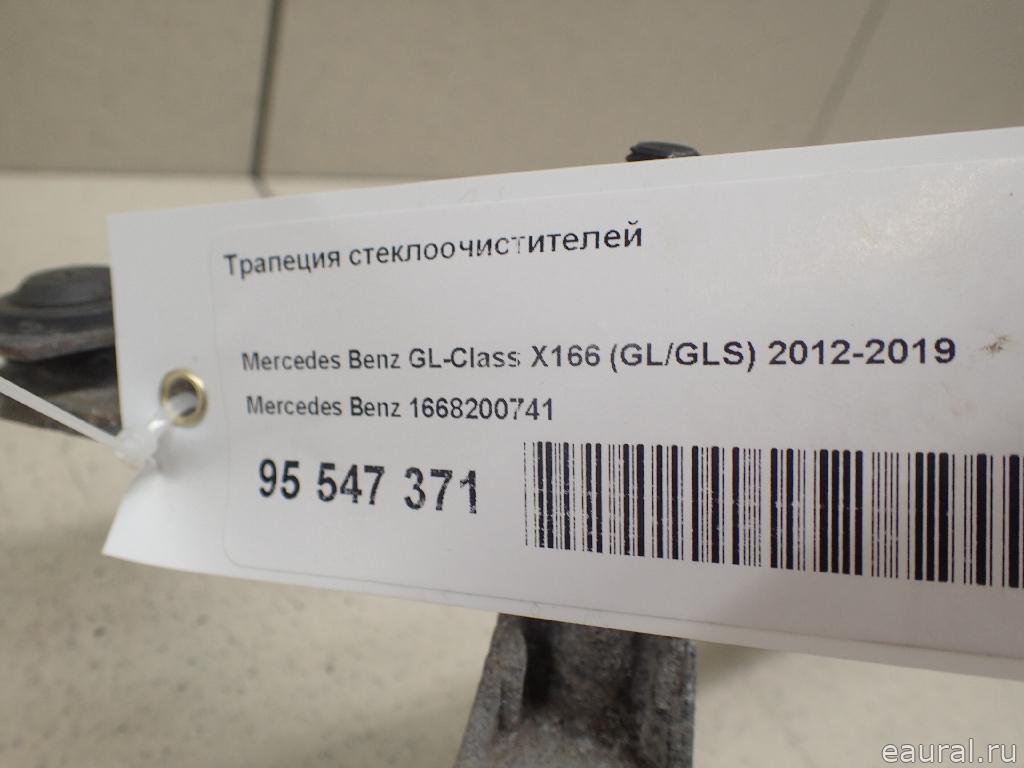 Трапеция стеклоочистителей
Mercedes Benz GL-Class X166 (GL/GLS) 2012-2019
Mercedes Benz 1668200741
95 547 371
eaural.ru